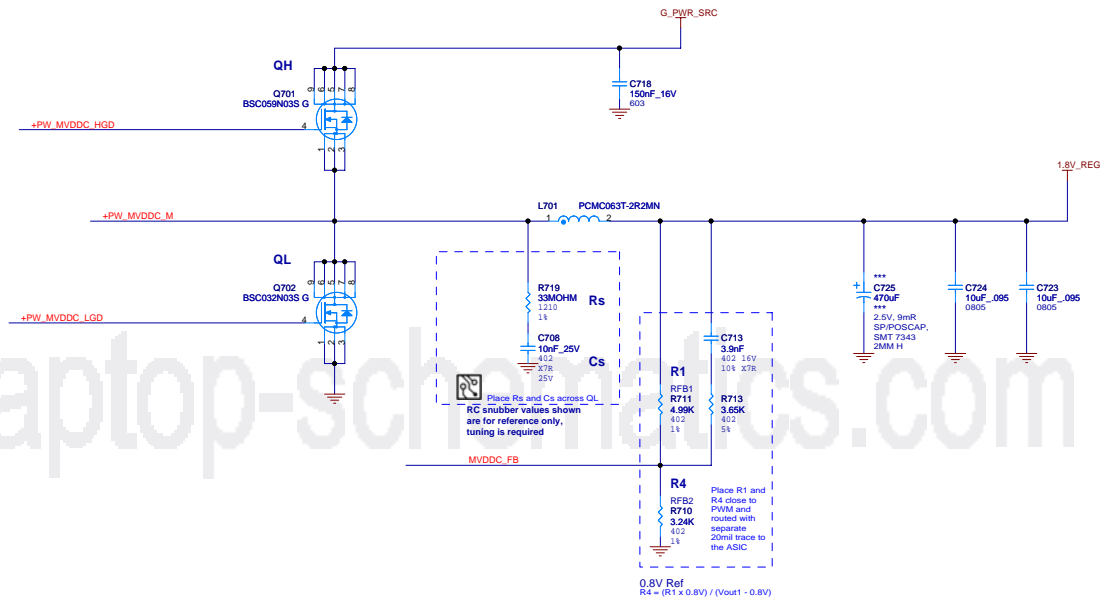 G_PWR_SRC
QH
Q701
BSC059N03S G
9
6
5
7
8
4
1
2
3
+PW_MVDDC_HGD
C718
150nF_16V
603
1.8V_REG
+PW_MVDDC_M
L701
PCMC063T-2R2MN
1
2
QL
Q702
BSC032N03S G
9
6
5
7
8
4
1
2
3
+PW_MVDDC_LGD
R719
33MOHM
1210
1%
Rs
C708
10nF_25V
402
X7R
25V
Cs
Place Rs and Cs across QL
RC snubber values shown
are for reference only,
tuning is required
C713
3.9nF
402 16V
10% X7R
R1
RFB1
R711
4.99K
402
1%
R713
3.65K
402
5%
MVDDC_FB
R4
RFB2
R710
3.24K
402
1%
Place R1 and
R4 close to
PWM and
routed with
separate
20mil trace to
the ASIC
0.8V Ref
R4 = (R1 x 0.8V) / (Vout1 - 0.8V)
***
+
C725
470uF
***
2.5V, 9mR
SP/POSCAP,
SMT 7343
2MM H
C724
10uF_.095
0805
C723
10uF_.095
0805
laptop-schematics.com